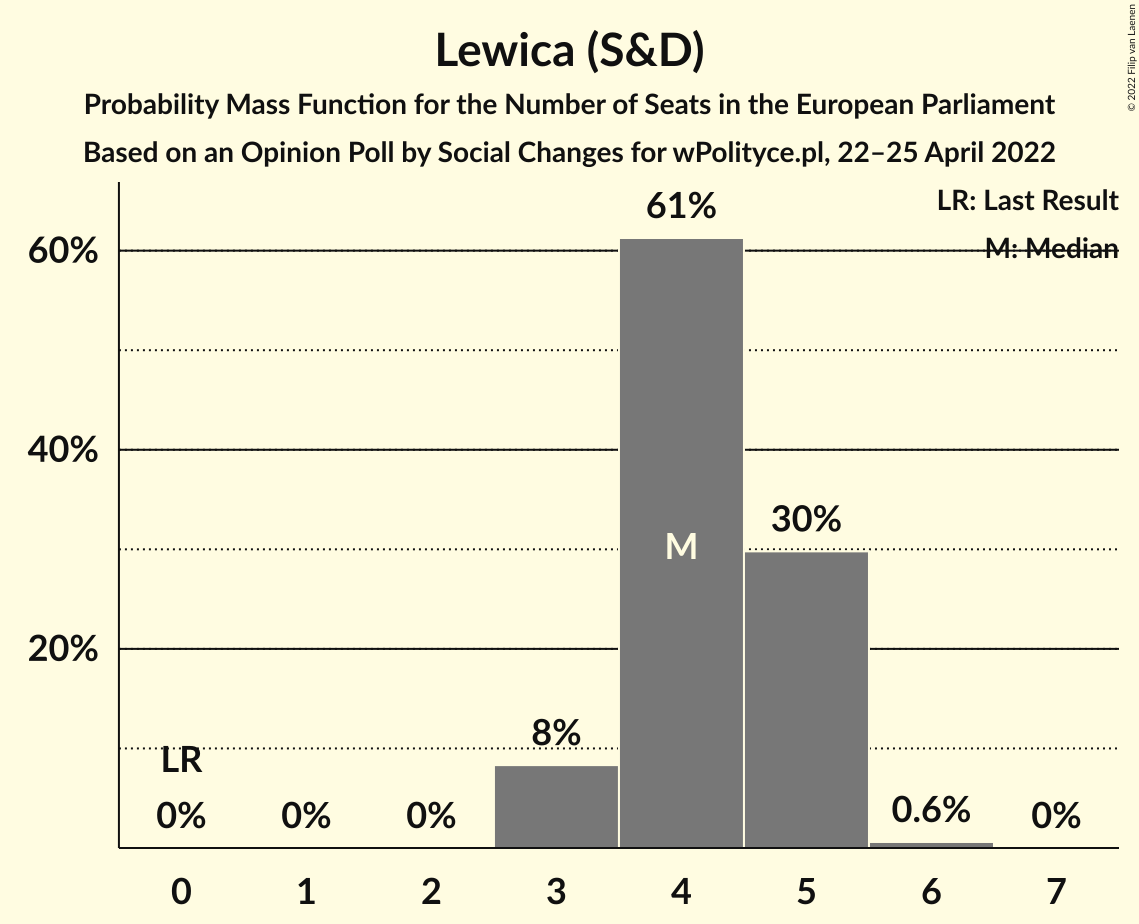 Lewica (S&D)
Probability Mass Function for the Number of Seats in the European Parliament
Based on an Opinion Poll by Social Changes for wPolityce.pl, 22–25 April 2022
© 2022 Filip van Laenen
LR: Last Result
M: Median
60%
40%
20%
61%
30%
M
8%
LR
0%
0%
0%
0.6%
0%
0
1
2
3
4
5
6
7